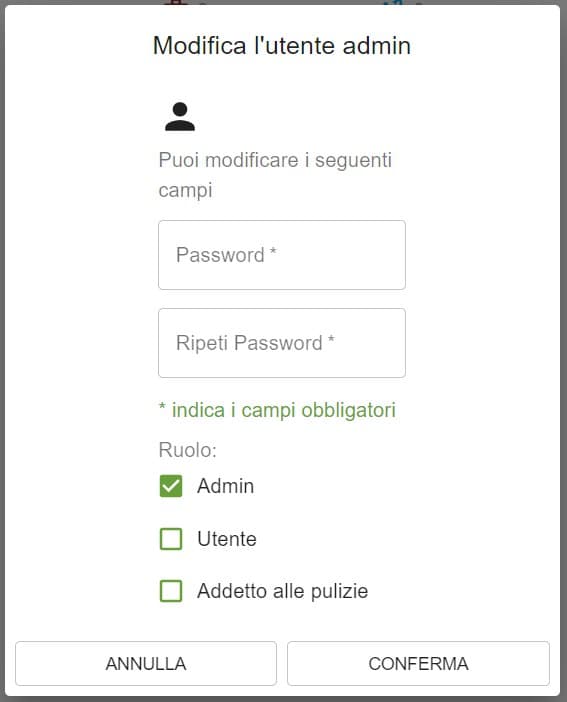 Modifica l'utente admin
Puoi modificare i seguenti
campi
Password *
Ripeti Password *
* indica i campi obbligatori
Ruolo:
Admin
Utente
Addetto alle pulizie
ANNULLA
CONFERMA